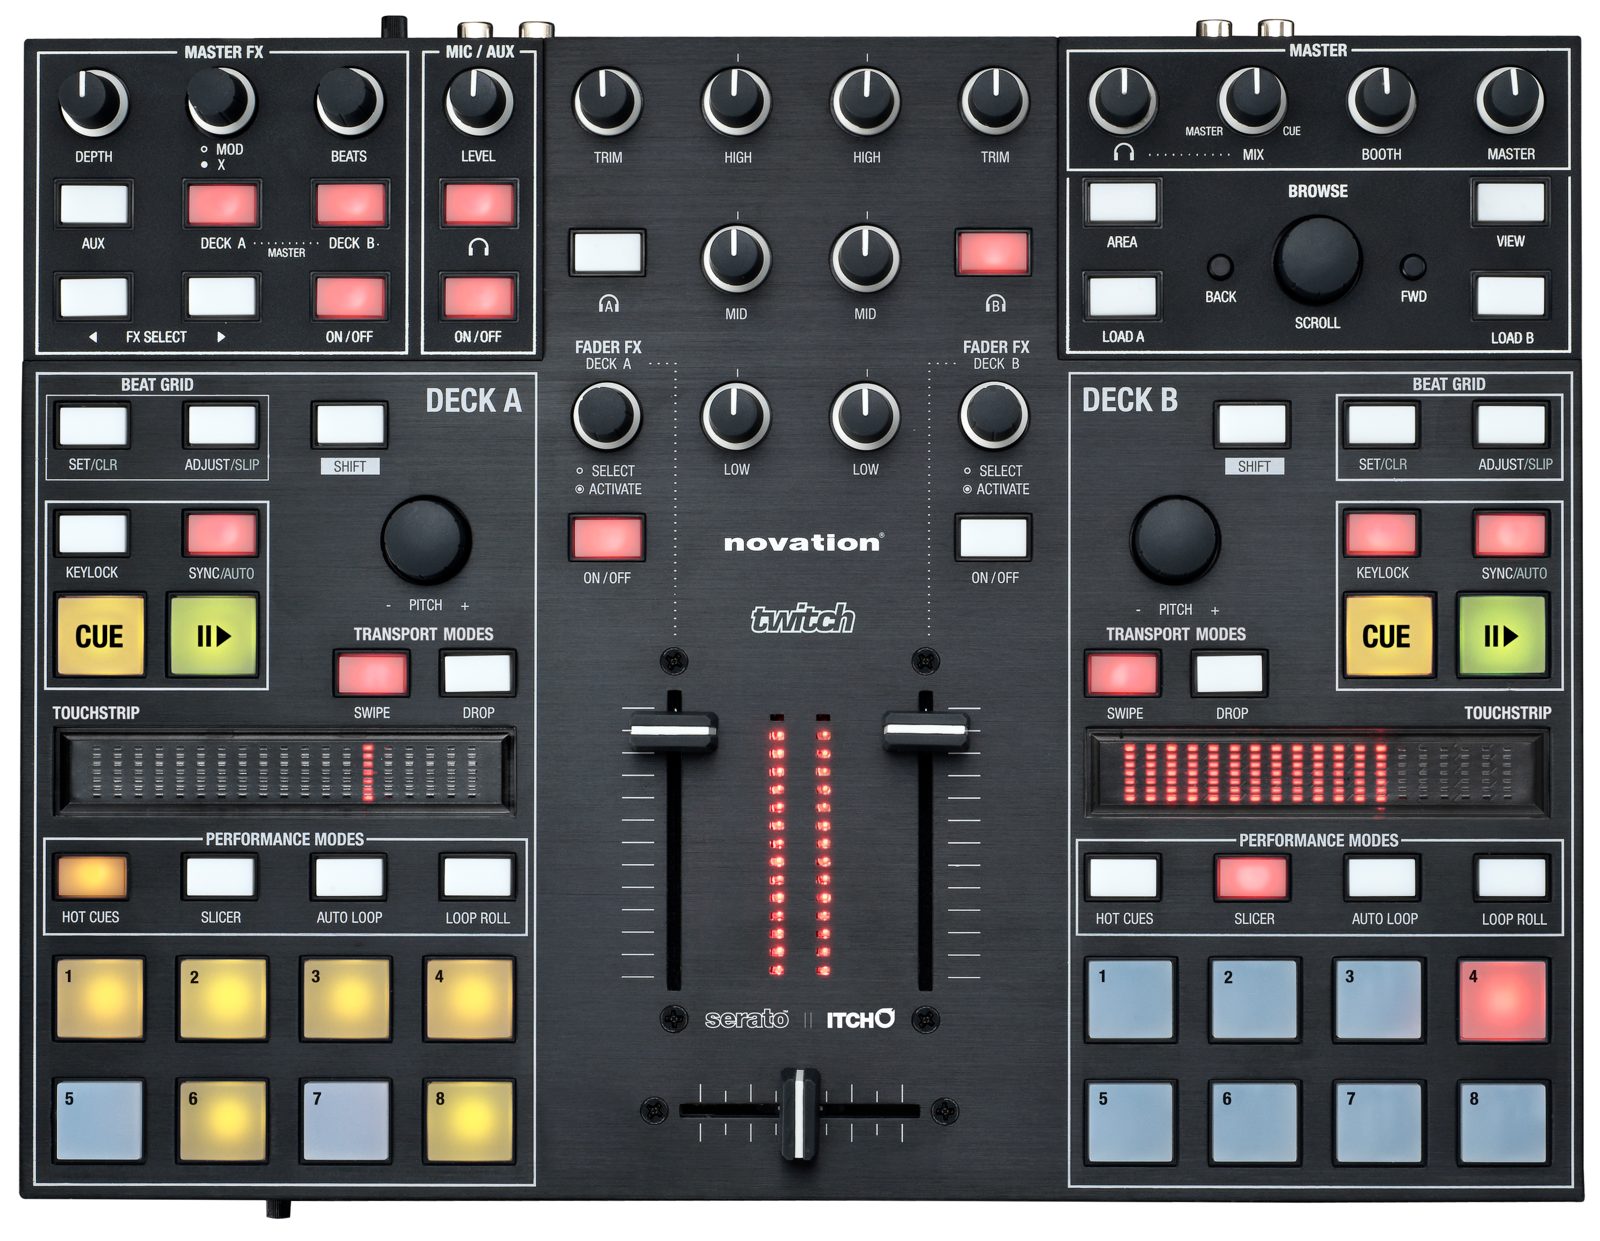 MASTER FX
DEPTH
MOD
X
BEATS
AUX
DECK A
MASTER
DECK B
FX SELECT
ON/OFF
MIC / AUX
LEVEL
ON/OFF
TRIM
HIGH
HIGH
TRIM
A
MID
MID
B
FADER FX
DECK A
SELECT
ACTIVATE
ON/OFF
LOW
LOW
FADER FX
DECK B
SELECT
ACTIVATE
ON/OFF
MASTER
MASTER
CUE
MIX
BOOTH
MASTER
BROWSE
AREA
VIEW
BACK
FWD
SCROLL
LOAD A
LOAD B
BEAT GRID
DECK A
SET/CLR
ADJUST/SLIP
SHIFT
KEYLOCK
SYNC/AUTO
CUE
- PITCH +
TRANSPORT MODES
SWIPE
DROP
TOUCHSTRIP
PERFORMANCE MODES
HOT CUES
SLICER
AUTO LOOP
LOOP ROLL
1
2
3
4
5
6
7
8
novation®
twitch
serato
ITCH
DECK B
BEAT GRID
SHIFT
SET/CLR
ADJUST/SLIP
KEYLOCK
SYNC/AUTO
- PITCH +
CUE
TRANSPORT MODES
SWIPE
DROP
TOUCHSTRIP
PERFORMANCE MODES
HOT CUES
SLICER
AUTO LOOP
LOOP ROLL
1
2
3
4
5
6
7
8